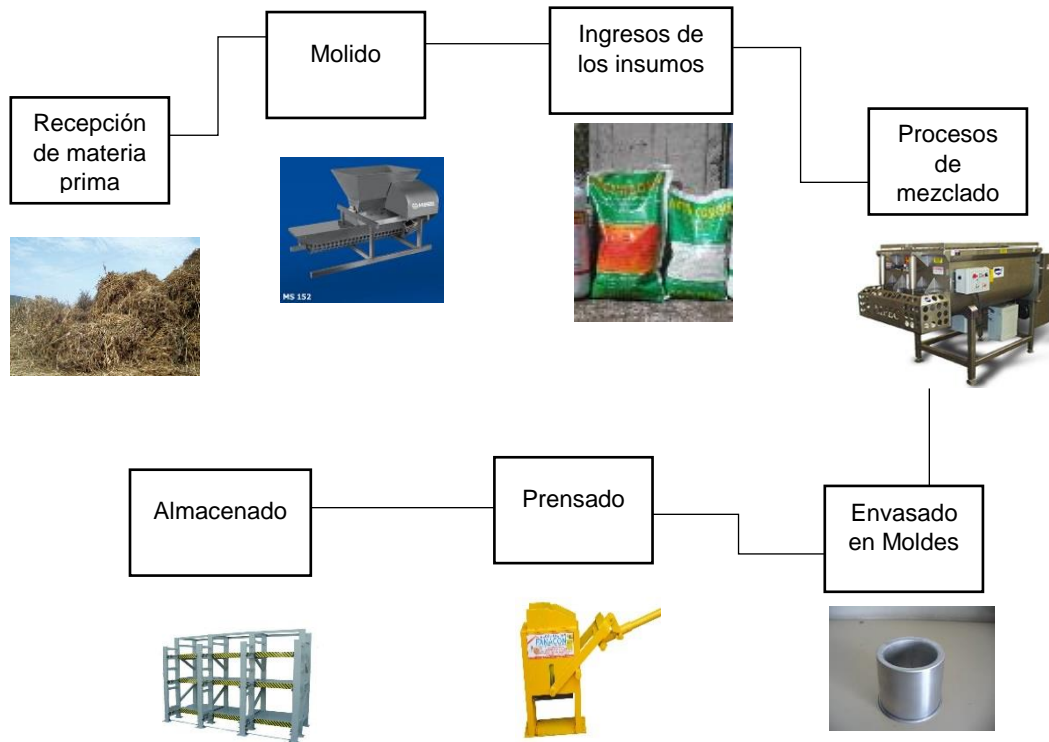 Recepción
de materia
prima
Molido
Ingresos de
los insumos
Procesos
de
mezclado
MS 152
Almacenado
Prensado
Envasado
en Moldes